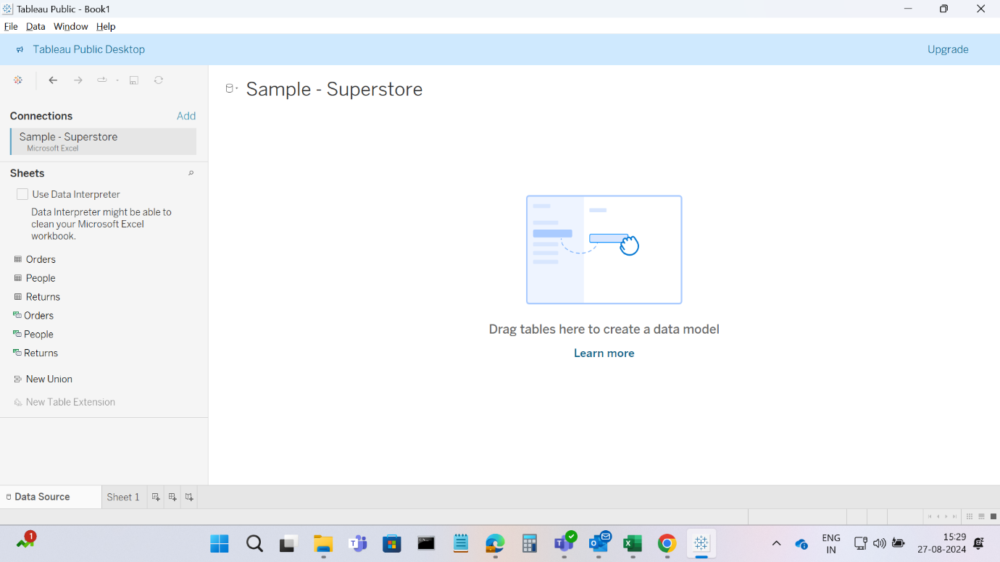 Tableau Public - Book1
File Data Window Help
Tableau Public Desktop
Upgrade
Connections
Add
Sample - Superstore
Microsoft Excel
Sheets
Use Data Interpreter
Data Interpreter might be able to
clean your Microsoft Excel
workbook.
Orders
People
Returns
Orders
People
Returns
New Union
New Table Extension
Sample - Superstore
Drag tables here to create a data model
Learn more
Data Source
Sheet 1
1
ENG
IN
15:29
27-08-2024